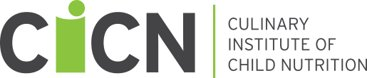 CiCN
CULINARY
INSTITUTE OF
CHILD NUTRITION